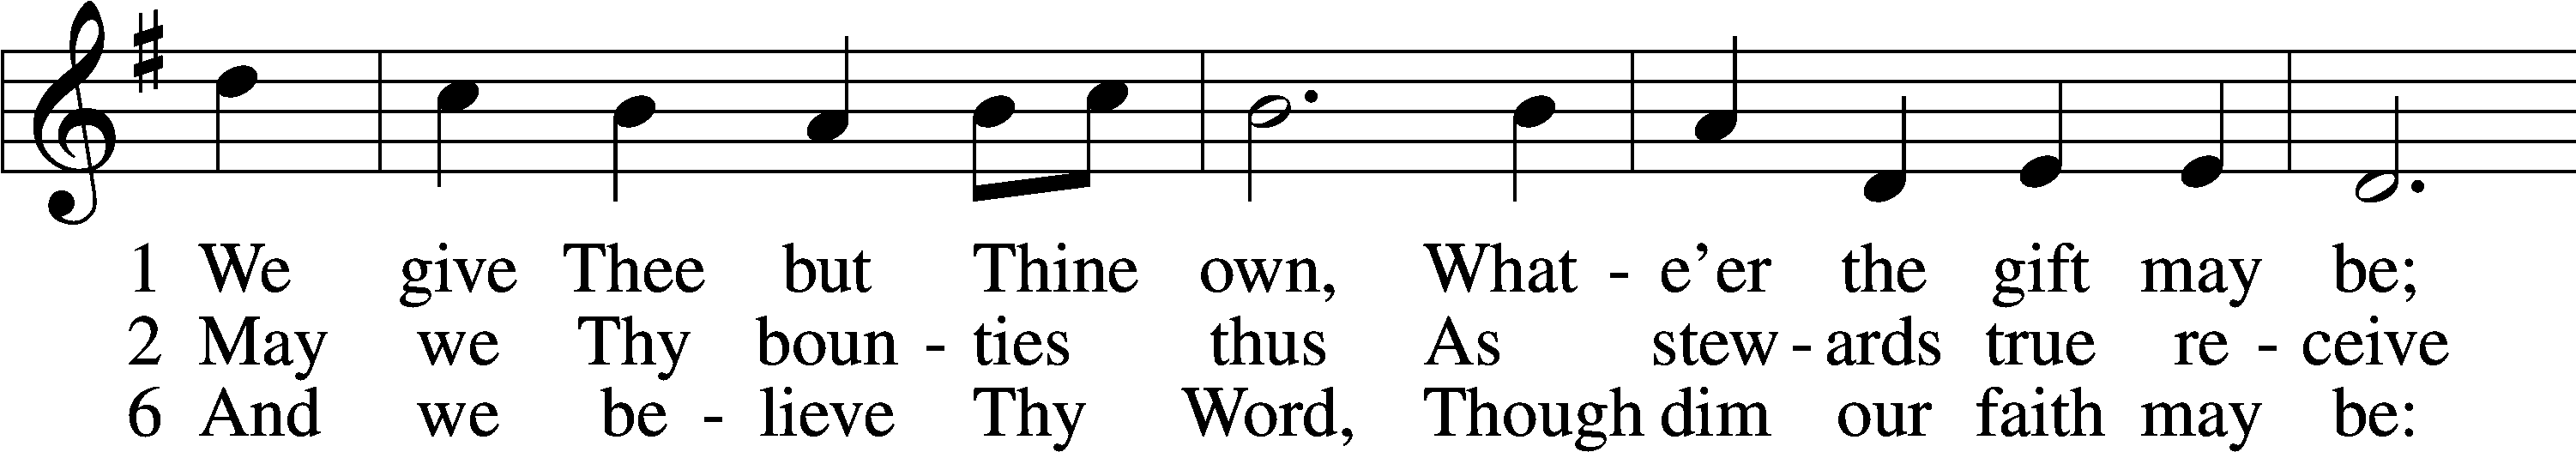 1 We give Thee but Thine own, What - e’er the gift may be;
2 May we Thy boun - ties thus As stew - ards true re - ceive
6 And we be - lieve Thy Word, Though dim our faith may be: